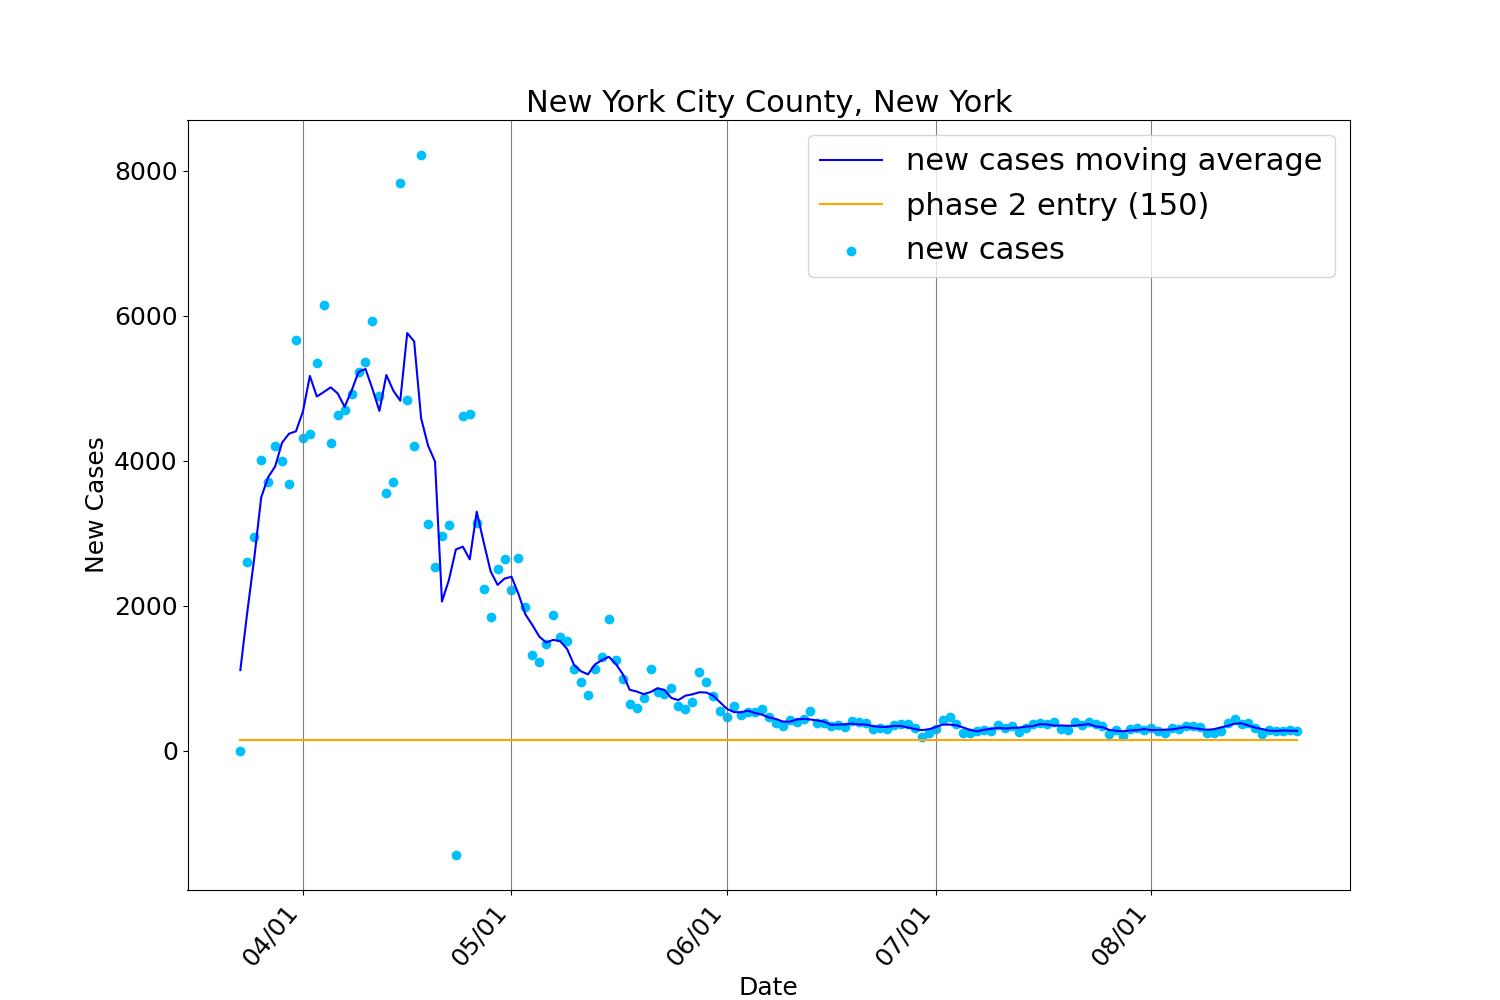 New York City County, New York
new cases moving average
phase 2 entry (150)
new cases
8000
6000
4000
2000
0
New Cases
04/01
05/01
06/01
07/01
08/01
Date